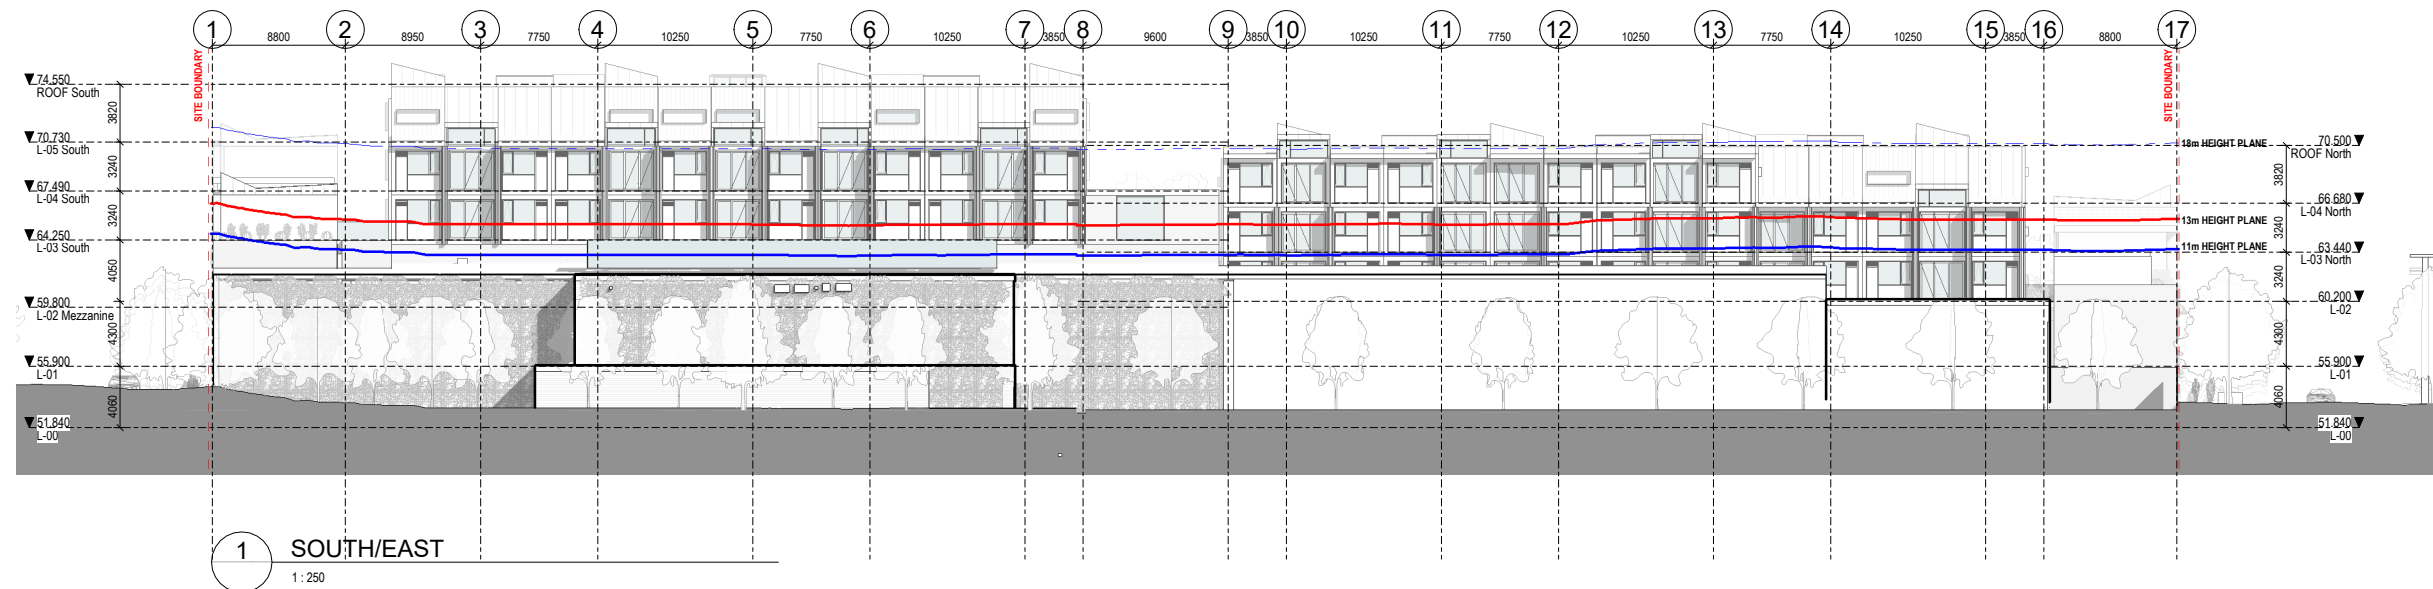 1 2 3 4 5 6 7 8 9 10 11 12 13 14 15 16 17
8800 8950 7750 10250 7750 10250 3850 9600 3850 10250 7750 10250 7750 10250 3850 8800
SITE BOUNDARY
SITE BOUNDARY
74.550
ROOF South
3820
70.730
L-05 South
3240
67.490
L-04 South
3240
64.250
L-03 South
4050
59.800
L-02 Mezzanine
4300
55.900
L-01
4060
51.840
L-00
18m HEIGHT PLANE
13m HEIGHT PLANE
11m HEIGHT PLANE
70.500
ROOF North
3820
66.680
L-04 North
3240
63.440
L-03 North
3240
60.200
L-02
4300
55.900
L-01
4060
51.840
L-00
1
SOUTH/EAST
1 : 250